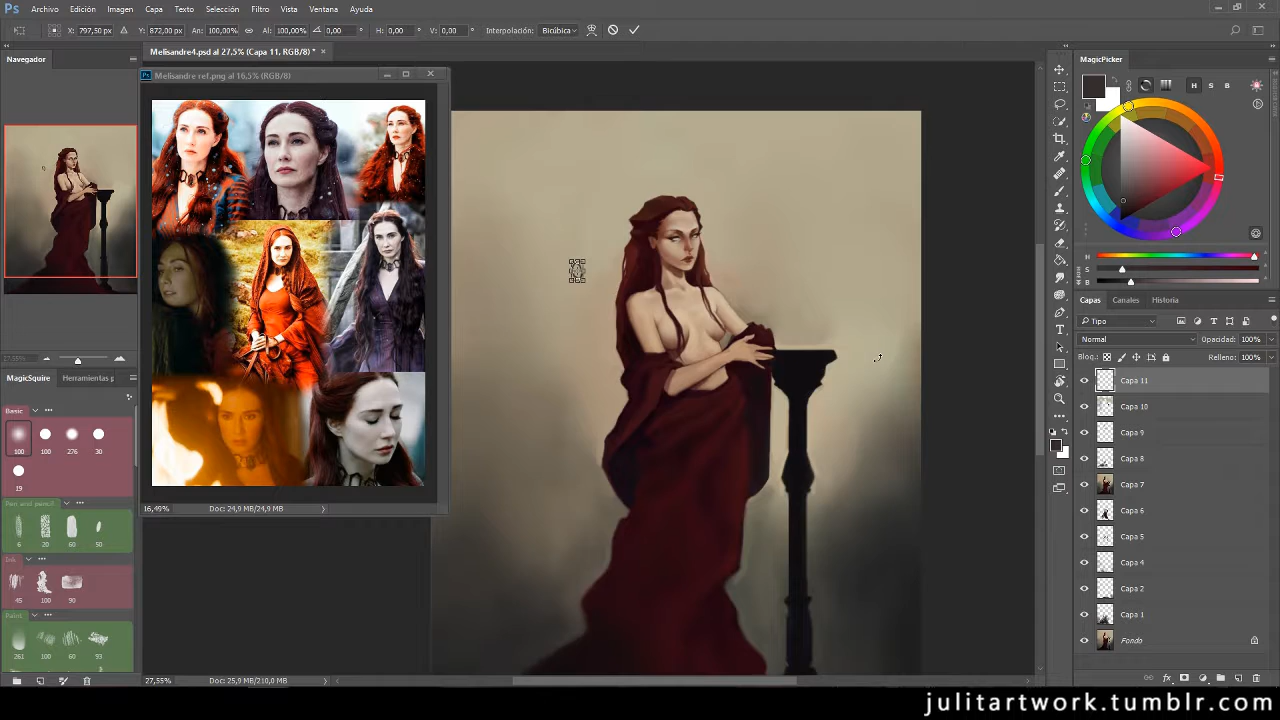 Ps Archivo Edición Imagen Capa Texto Selección Filtro Vista Ventana Ayuda
X: 797,50 px Y: 872,00 px An: 100,00% Al: 100,00% 0,00 ° H: 0,00 ° V: 0,00 ° Interpolación: Bicúbica
Navegador
Melisandre4.psd al 27,5% (Capa 11, RGB/8) * ×
Melisandre ref.png al 16,5% (RGB/8)
MagicPicker
H S B
H
S
B
27,55%
MagicSquire Herramientas p
Basic
100 100 276 30
19
Pen and pencil
6 20 60 50
Ink
45 100 90
Paint
261 100 60 93
16,49% Doc: 24,9 MB/24,9 MB
Capas Canales Historia
Tipo
Normal Opacidad: 100%
Bloq.: Relleno: 100%
Capa 11
Capa 10
Capa 9
Capa 8
Capa 7
Capa 6
Capa 5
Capa 4
Capa 2
Capa 1
Fondo
27,55% Doc: 25,9 MB/210,0 MB
julitartwork.tumblr.com